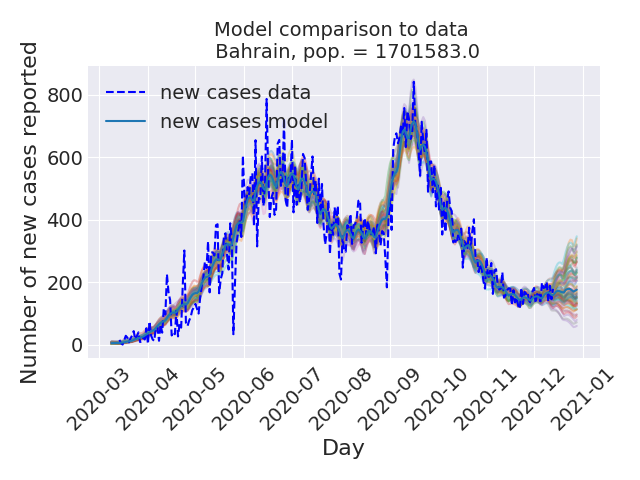 Model comparison to data
Bahrain, pop. = 1701583.0
Number of new cases reported
800
600
400
200
0
new cases data
new cases model
2020-03
2020-04
2020-05
2020-06
2020-07
2020-08
2020-09
2020-10
2020-11
2020-12
2021-01
Day